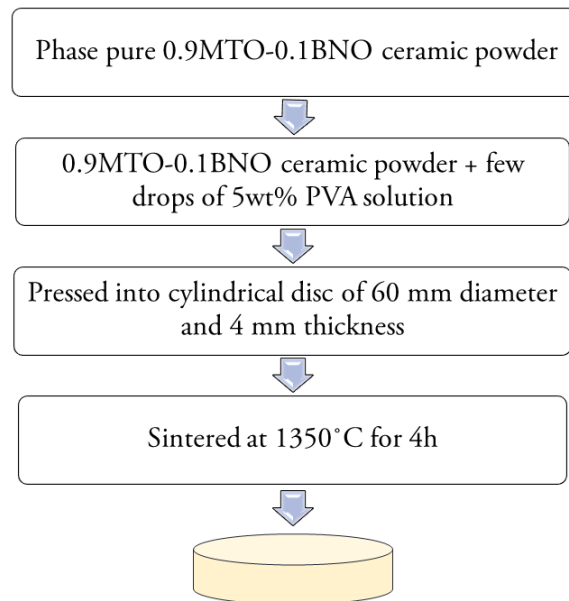 Phase pure 0.9MTO-0.1BNO ceramic powder
0.9MTO-0.1BNO ceramic powder + few
drops of 5wt% PVA solution
Pressed into cylindrical disc of 60 mm diameter
and 4 mm thickness
Sintered at 1350˚C for 4h